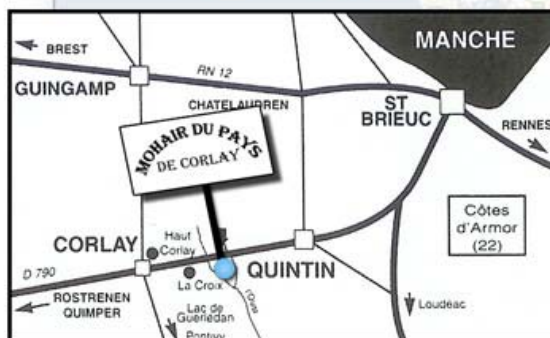 MANCHE
BREST
RN 12
GUINGAMP
CHATELAUDREN
ST
BRIEUC
RENNES
MOHAIR DU PAYS
DE CORLAY
Côtes
d'Armor
(22)
Haut
Corlay
CORLAY
QUINTIN
D 790
La Croix
ROSTRENEN
QUIMPER
Lac de
Guerlédan
Loudéac
Pontivy